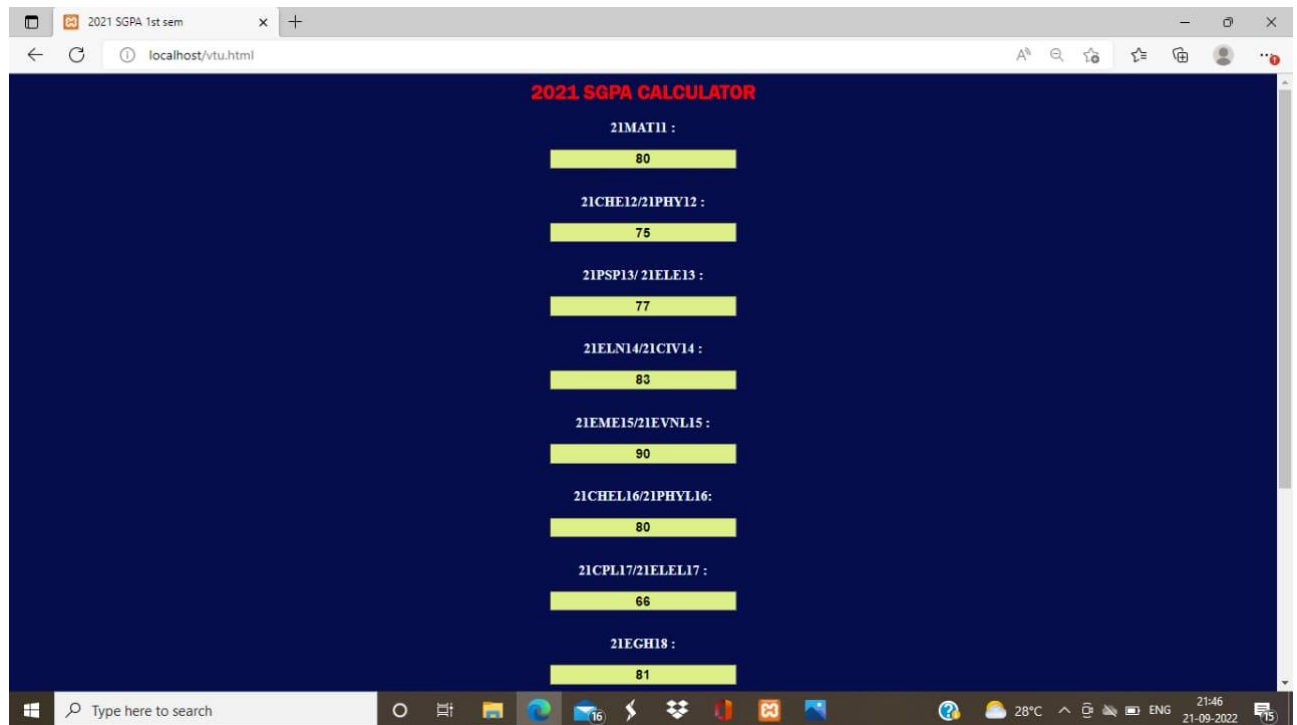 2021 SGPA 1st sem
localhost/vtu.html
2021 SGPA CALCULATOR
21MAT11 :
80
21CHE12/21PHY12 :
75
21PSP13/ 21ELE13 :
77
21ELN14/21CIV14 :
83
21EME15/21EVNL15 :
90
21CHEL16/21PHYL16:
80
21CPL17/21ELEL17 :
66
21EGH18 :
81
Type here to search
16
28°C
ENG
21:46
21-09-2022
15